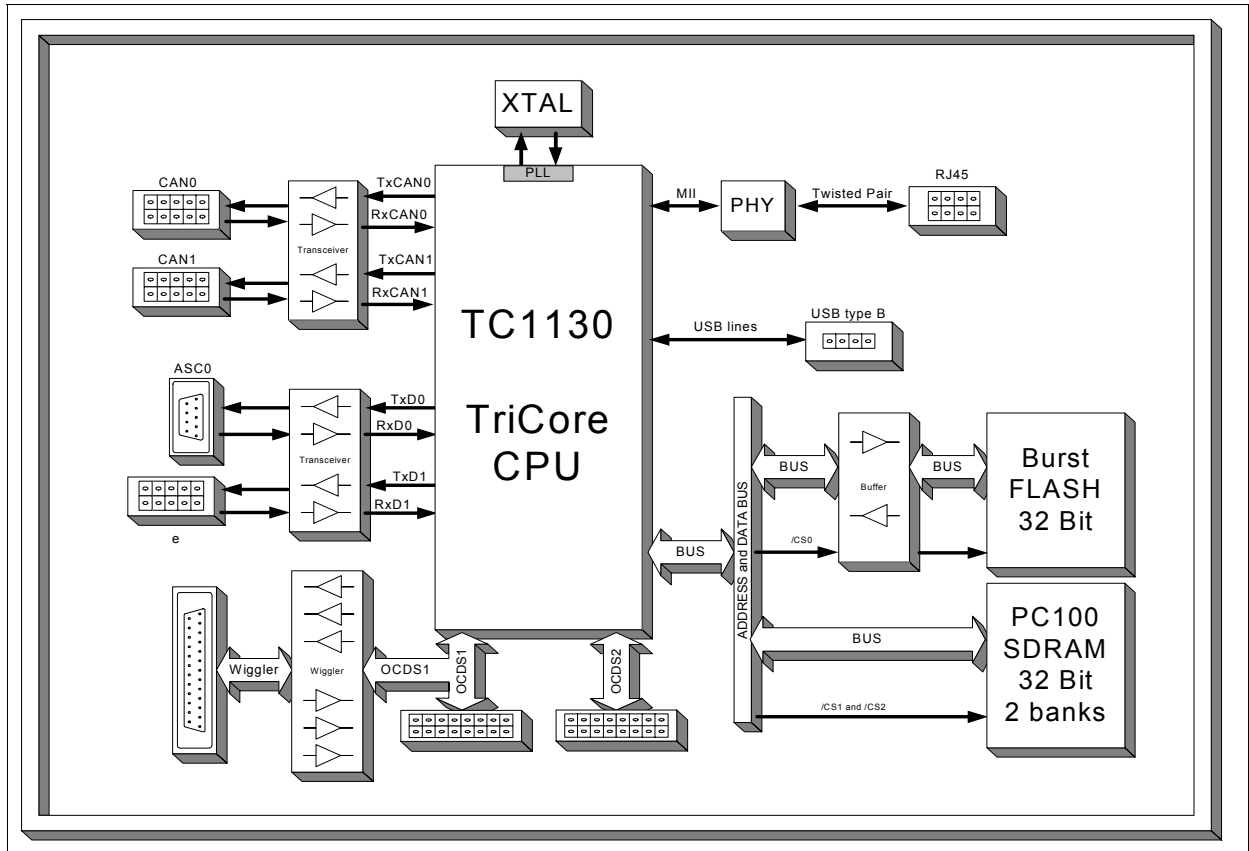 XTAL
PLL
CAN0
TxCAN0
RxCAN0
Transceiver
CAN1
TxCAN1
RxCAN1
MII
PHY
Twisted Pair
RJ45
TC1130
TriCore
CPU
USB lines
USB type B
ASC0
TxD0
RxD0
Transceiver
TxD1
RxD1
e
ADDRESS and DATA BUS
BUS
BUS
Buffer
BUS
/CS0
Burst
FLASH
32 Bit
BUS
/CS1 and /CS2
PC100
SDRAM
32 Bit
2 banks
Wiggler
Wiggler
OCDS1
OCDS1
OCDS2